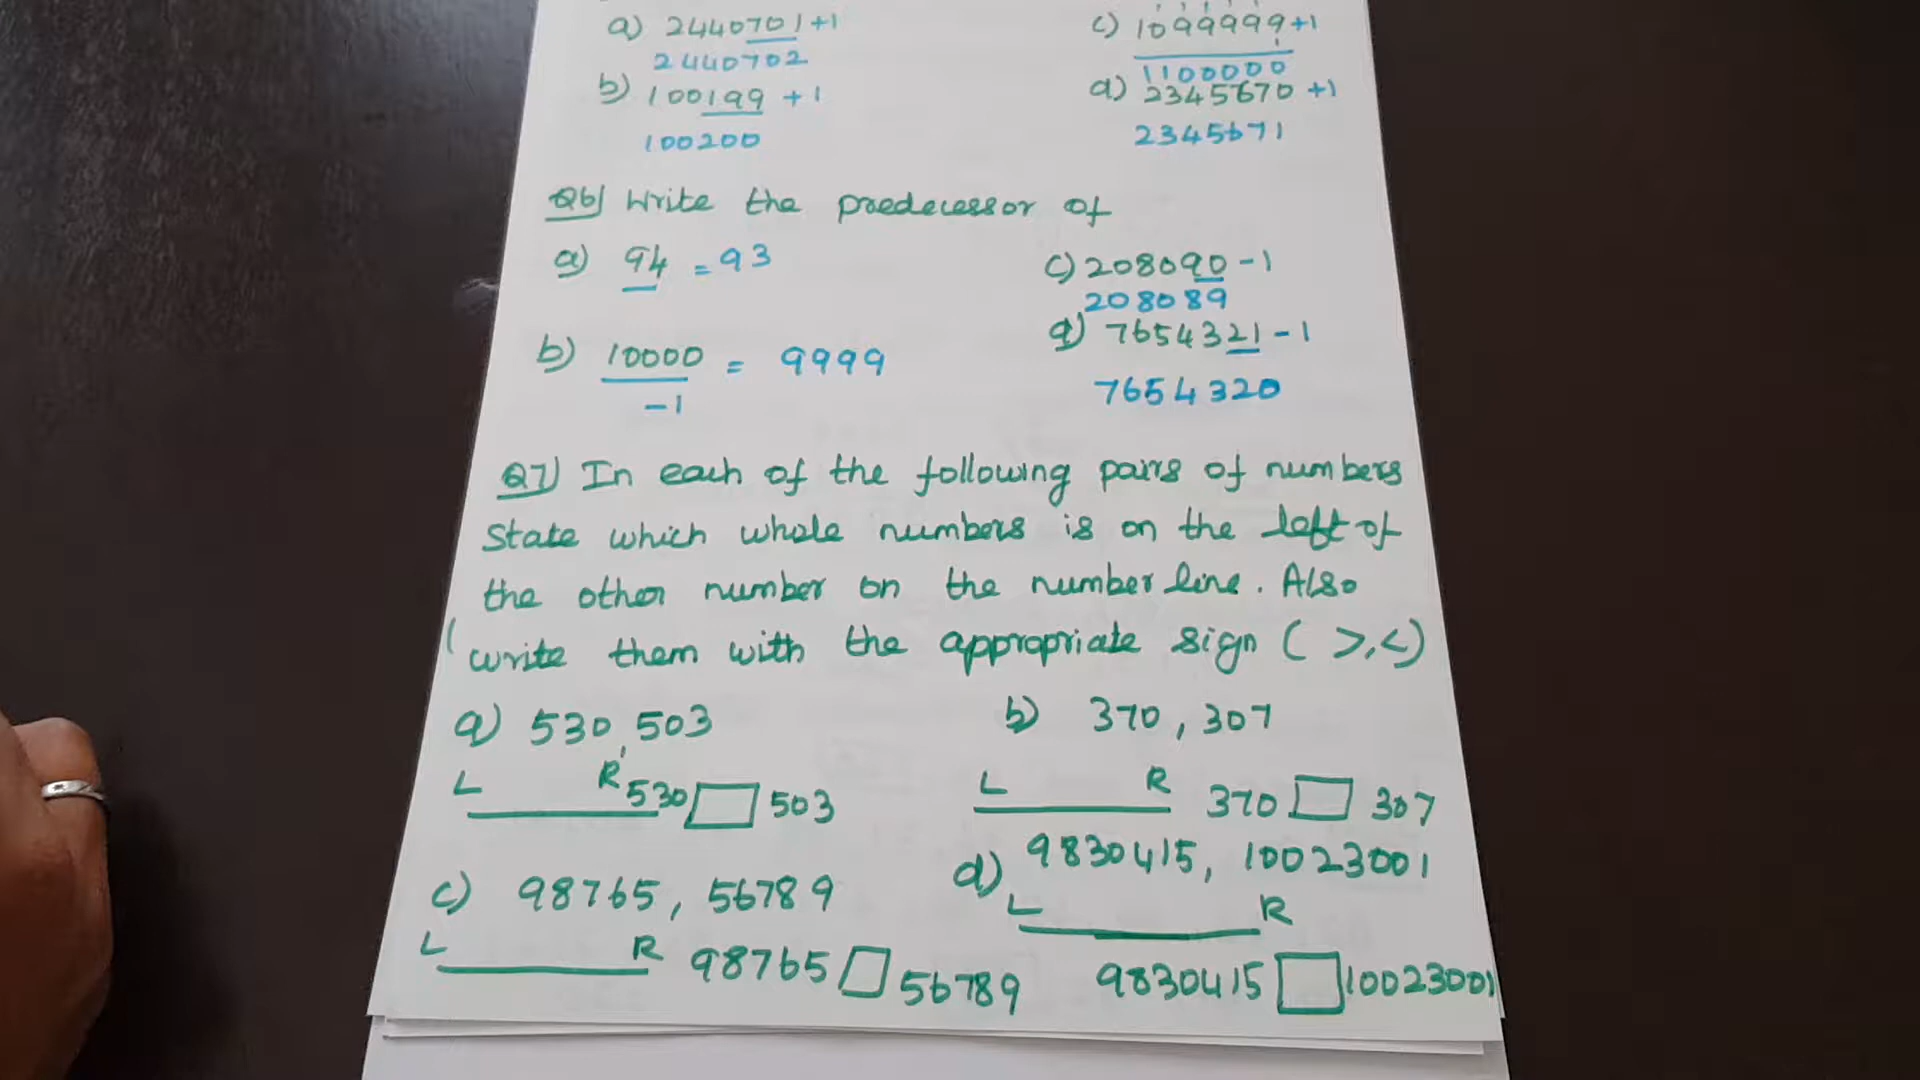 a) 2440701+1
2440702
b) 100199 + 1
100200
c) 1099999+1
1100000
d) 2345670 +1
2345671
Q6) Write the predecessor of
a) 94 = 93
b) 10000 = 9999
-1
c) 208090 - 1
208089
d) 7654321 - 1
7654320
Q7) In each of the following pairs of numbers
State which whole numbers is on the left of
the other number on the number line. Also
write them with the appropriate sign ( >,<)
a) 530, 503
L R 530 □ 503
b) 370, 307
L R 370 □ 307
c) 98765, 56789
L R 98765 □ 56789
d) 9830415, 10023001
L R
9830415 □ 10023001